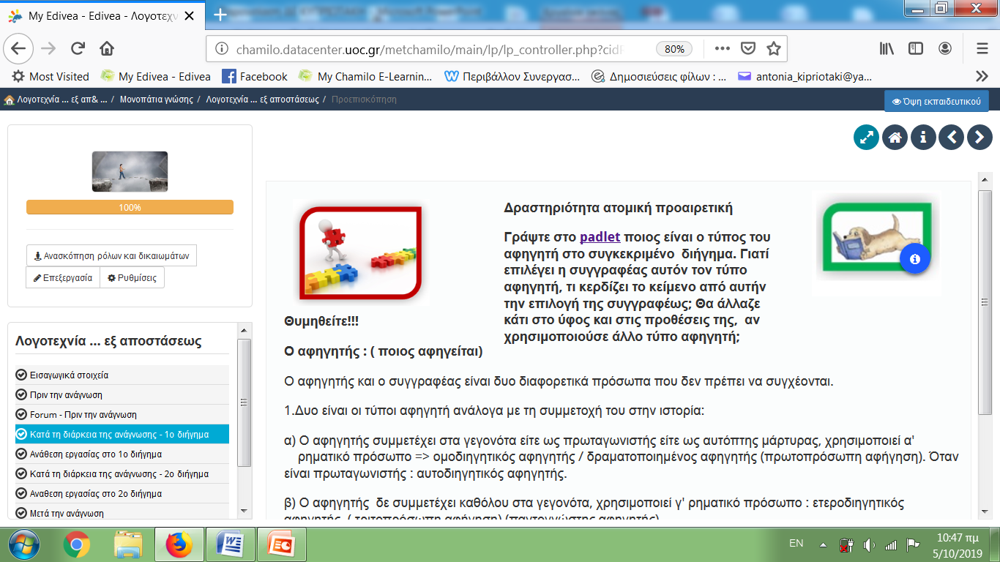 My Edivea - Edivea - Λογοτεχν
chamilo.datacenter.uoc.gr/metchamilo/main/lp/lp_controller.php?cid
80%
Most Visited
My Edivea - Edivea
Facebook
My Chamilo E-Learnin...
Περιβάλλον Συνεργασ...
Δημοσιεύσεις φίλων : ...
antonia_kipriotaki@ya...
Λογοτεχνία ... εξ απ& ... / Μονοπάτια γνώσης / Λογοτεχνία ... εξ αποστάσεως / Προεπισκόπηση
Όψη εκπαιδευτικού
100%
Ανασκόπηση ρόλων και δικαιωμάτων
Επεξεργασία
Ρυθμίσεις
Λογοτεχνία ... εξ αποστάσεως
Εισαγωγικά στοιχεία
Πριν την ανάγνωση
Forum - Πριν την ανάγνωση
Κατά τη διάρκεια της ανάγνωσης - 1ο διήγημα
Ανάθεση εργασίας στο 1ο διήγημα
Κατά τη διάρκεια της ανάγνωσης - 2ο διήγημα
Αναθεση εργασίας στο 2ο διήγημα
Μετά την ανάγνωση
Δραστηριότητα ατομική προαιρετική
Γράψτε στο padlet ποιος είναι ο τύπος του
αφηγητή στο συγκεκριμένο διήγημα. Γιατί
επιλέγει η συγγραφέας αυτόν τον τύπο
αφηγητή, τι κερδίζει το κείμενο από αυτήν
την επιλογή της συγγραφέως; Θα άλλαζε
κάτι στο ύφος και στις προθέσεις της, αν
χρησιμοποιούσε άλλο τύπο αφηγητή;
Θυμηθείτε!!!
Ο αφηγητής : ( ποιος αφηγείται)
Ο αφηγητής και ο συγγραφέας είναι δυο διαφορετικά πρόσωπα που δεν πρέπει να συγχέονται.
1.Δυο είναι οι τύποι αφηγητή ανάλογα με τη συμμετοχή του στην ιστορία:
α) Ο αφηγητής συμμετέχει στα γεγονότα είτε ως πρωταγωνιστής είτε ως αυτόπτης μάρτυρας, χρησιμοποιεί α'
ρηματικό πρόσωπο => ομοδιηγητικός αφηγητής / δραματοποιημένος αφηγητής (πρωτοπρόσωπη αφήγηση). Όταν
είναι πρωταγωνιστής : αυτοδιηγητικός αφηγητής.
β) Ο αφηγητής δε συμμετέχει καθόλου στα γεγονότα, χρησιμοποιεί γ' ρηματικό πρόσωπο : ετεροδιηγητικός
αφηγητής. ( τριτοπρόσωπη αφήγηση) (παντογνώστης αφηγητής)
EN
10:47 πμ
5/10/2019